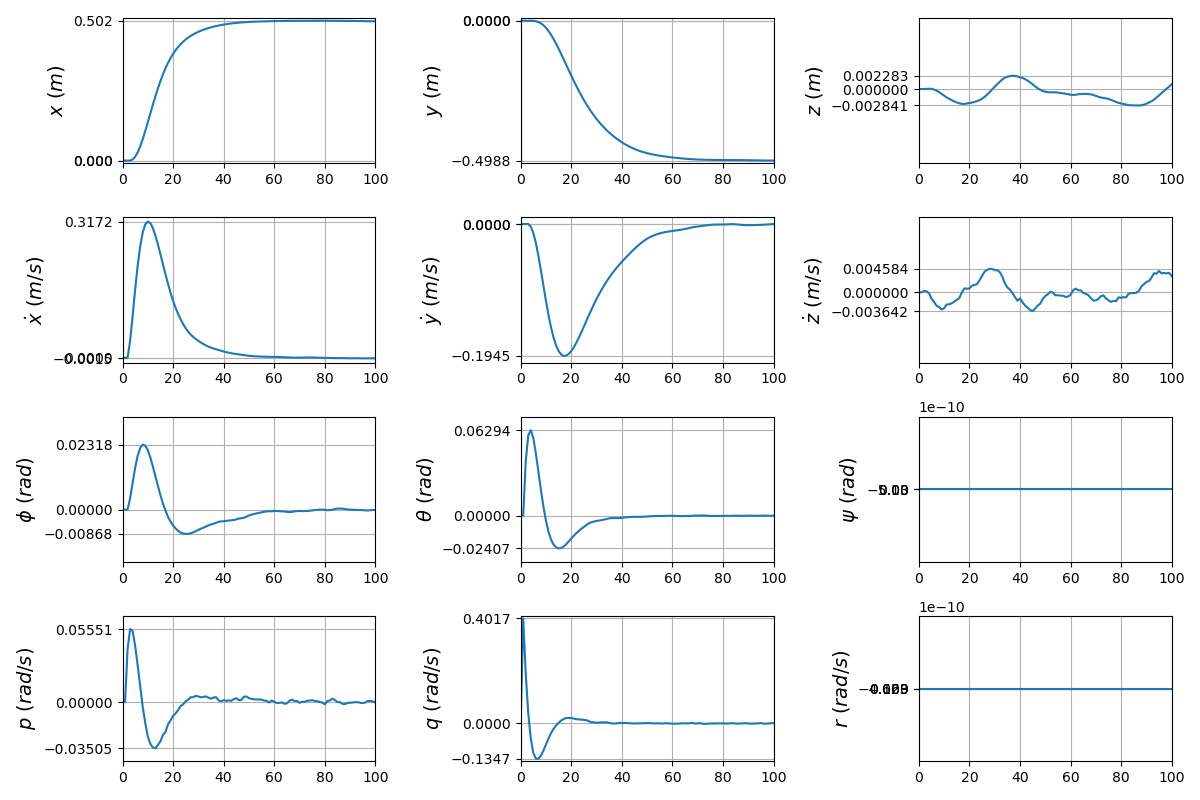 x (m)
0.502
0.000
0 20 40 60 80 100
y (m)
0.0000
−0.4988
0 20 40 60 80 100
z (m)
0.002283
0.000000
−0.002841
0 20 40 60 80 100
ẋ (m/s)
0.3172
0 20 40 60 80 100
ẏ (m/s)
0.0000
−0.1945
0 20 40 60 80 100
ż (m/s)
0.004584
0.000000
−0.003642
0 20 40 60 80 100
ϕ (rad)
0.02318
0.00000
−0.00868
0 20 40 60 80 100
θ (rad)
0.06294
0.00000
−0.02407
0 20 40 60 80 100
1e−10
ψ (rad)
0 20 40 60 80 100
p (rad/s)
0.05551
0.00000
−0.03505
0 20 40 60 80 100
q (rad/s)
0.4017
0.0000
−0.1347
0 20 40 60 80 100
1e−10
r (rad/s)
0 20 40 60 80 100